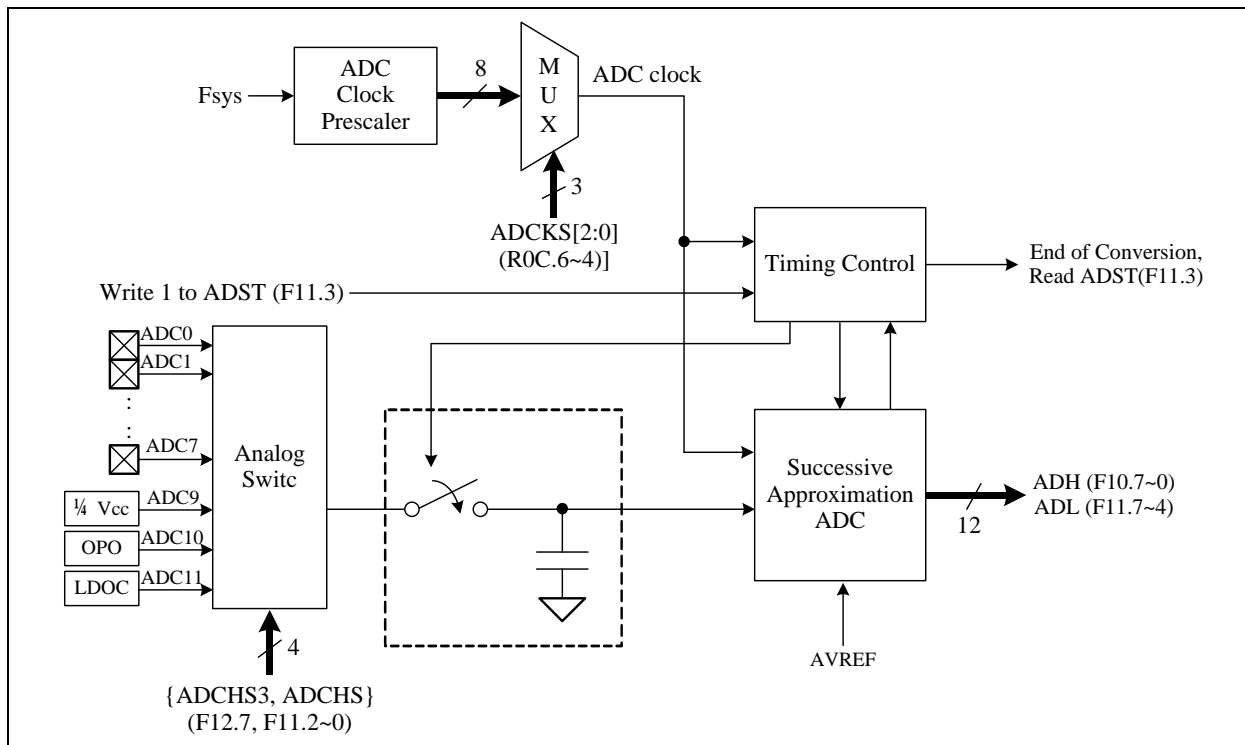 ADC
Clock
Prescaler
Fsys
8
M
U
X
ADC clock
3
ADCKS[2:0]
(R0C.6~4)]
Timing Control
End of Conversion,
Read ADST(F11.3)
Write 1 to ADST (F11.3)
ADC0
ADC1
ADC7
Analog
Switc
¼ Vcc
ADC9
OPO
ADC10
LDOC
ADC11
4
{ADCHS3, ADCHS}
(F12.7, F11.2~0)
Successive
Approximation
ADC
12
ADH (F10.7~0)
ADL (F11.7~4)
AVREF